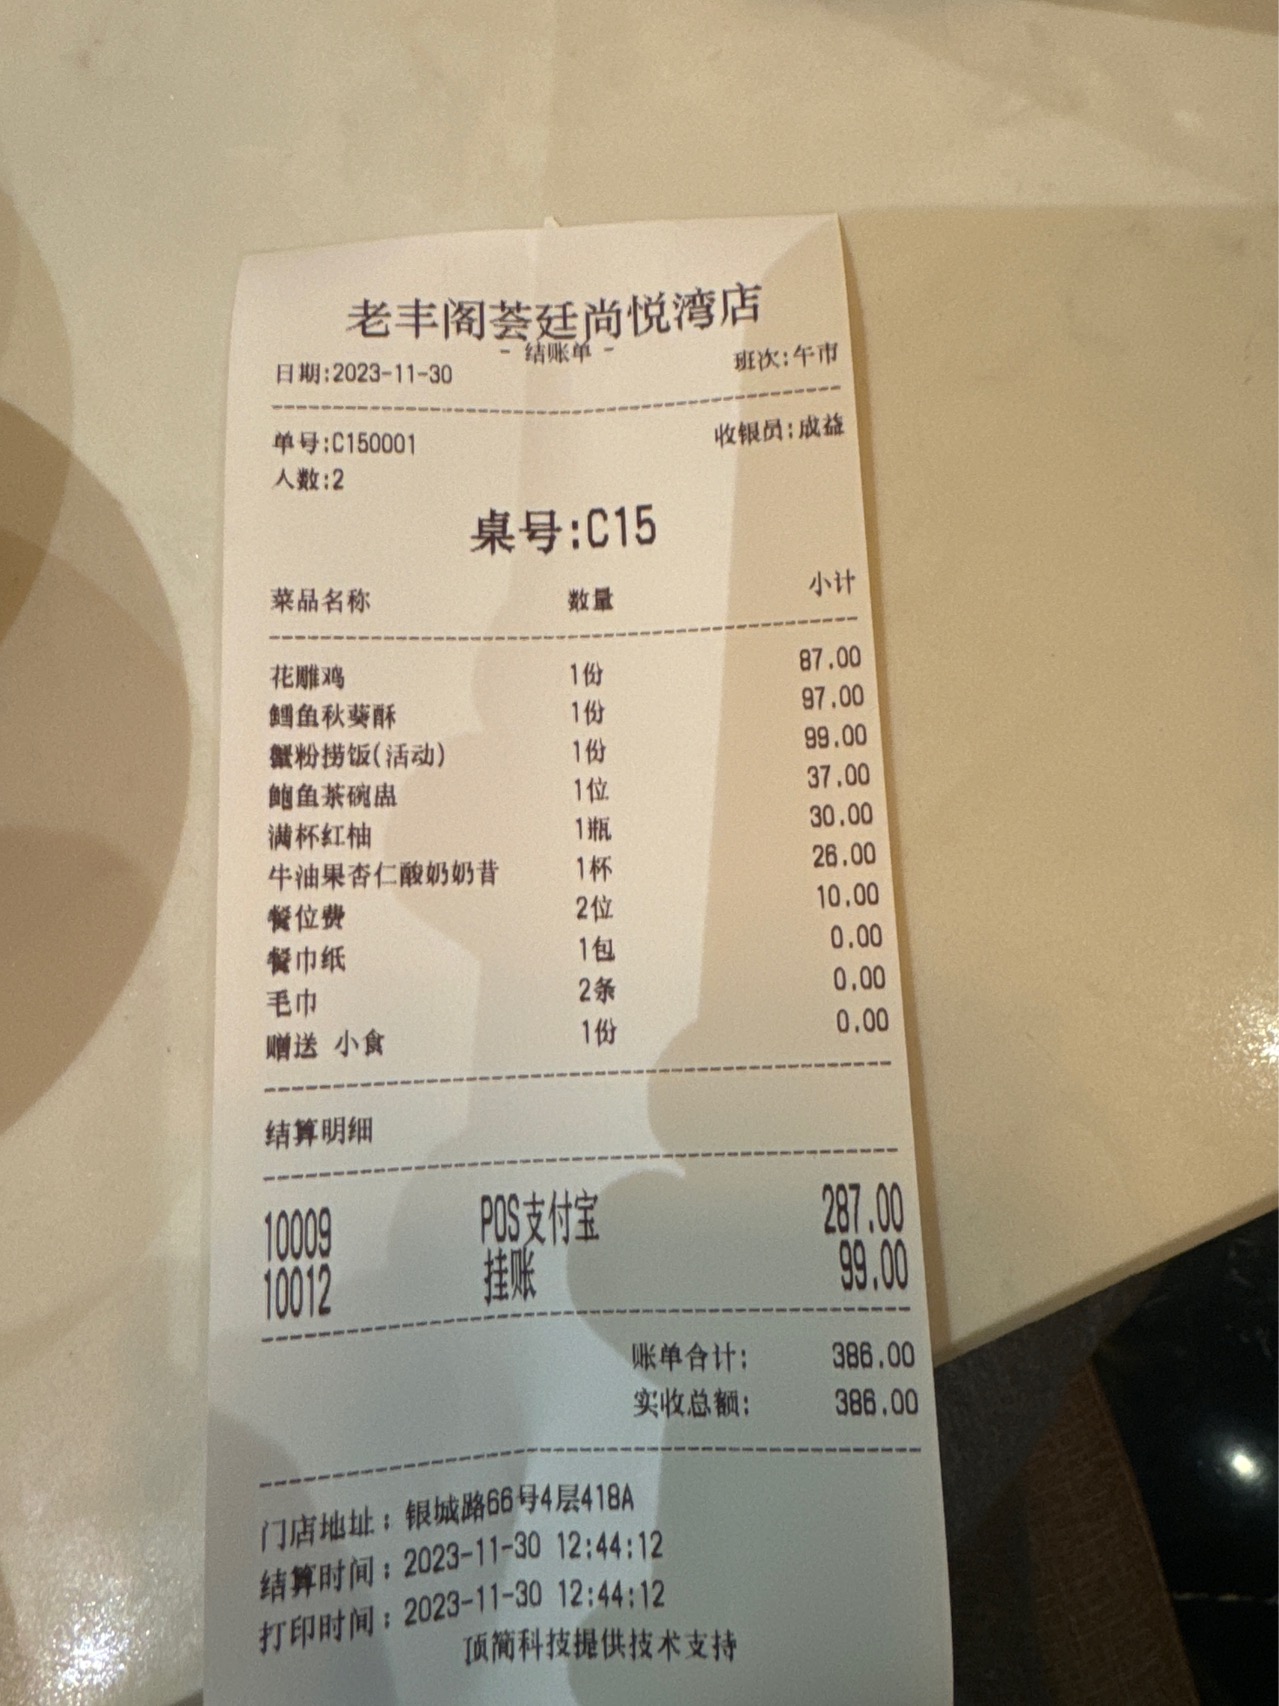 老丰阁荟廷尚悦湾店
- 结账单 -
日期:2023-11-30 班次:午市
单号:C150001 收银员:成益
人数:2
桌号:C15
菜品名称 数量 小计
花雕鸡 1份 87.00
鳕鱼秋葵酥 1份 97.00
蟹粉捞饭(活动) 1份 99.00
鲍鱼茶碗盅 1位 37.00
满杯红柚 1瓶 30.00
牛油果杏仁酸奶奶昔 1杯 26.00
餐位费 2位 10.00
餐巾纸 1包 0.00
毛巾 2条 0.00
赠送 小食 1份 0.00
结算明细
10009 POS支付宝 287.00
10012 挂账 99.00
账单合计: 386.00
实收总额: 386.00
门店地址: 银城路66号4层418A
结算时间: 2023-11-30 12:44:12
打印时间: 2023-11-30 12:44:12
顶简科技提供技术支持